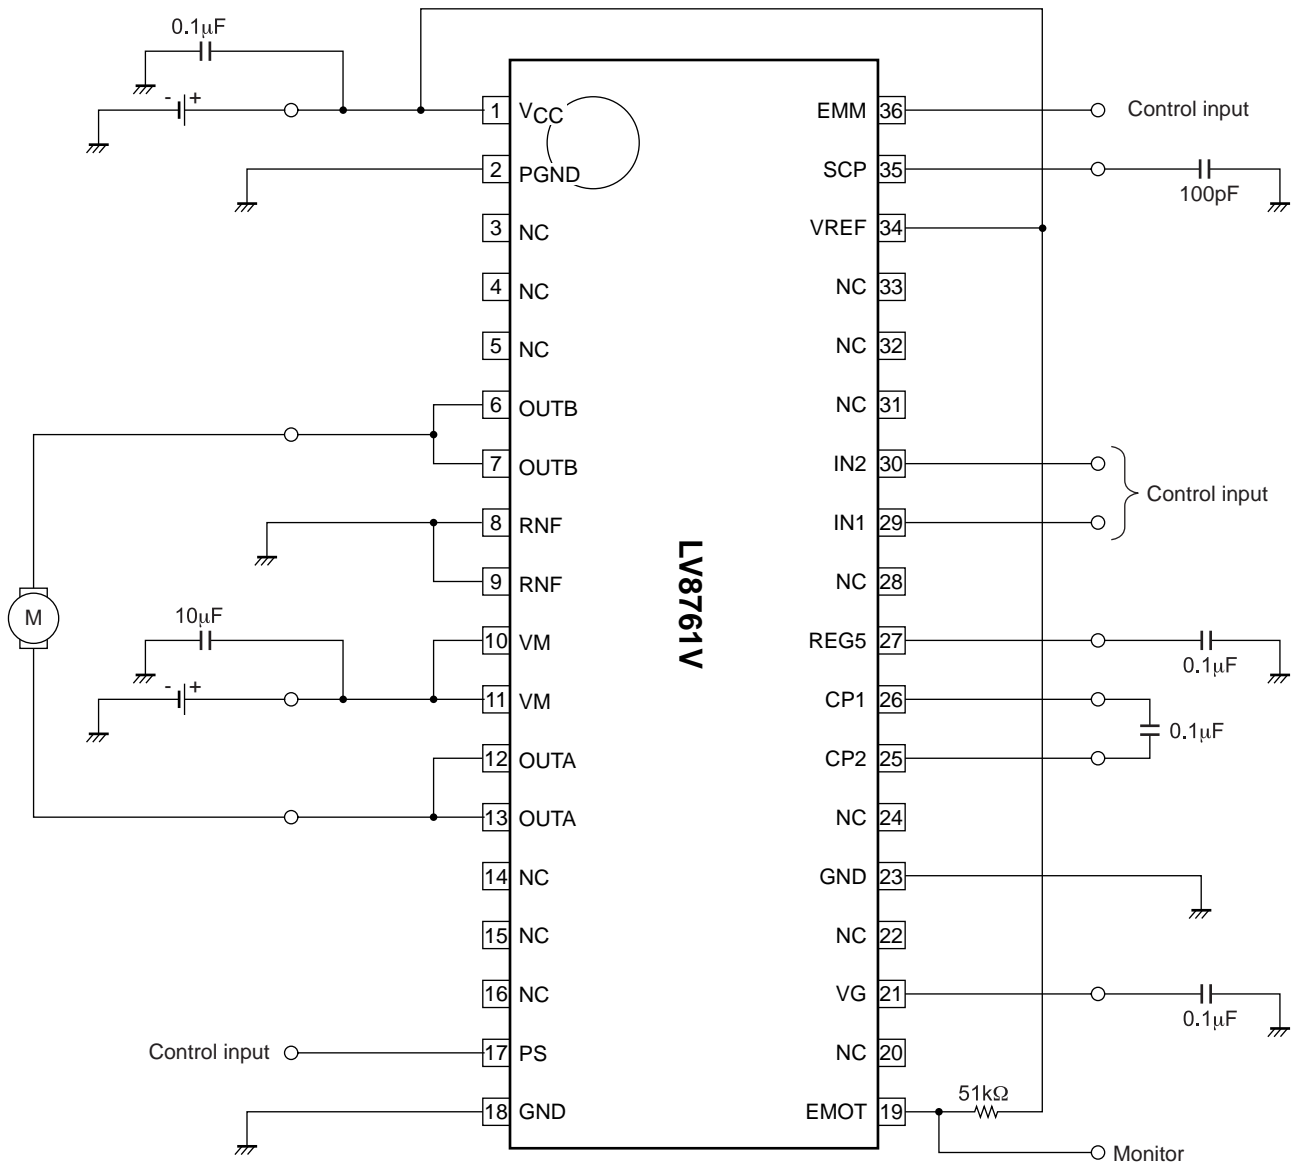 0.1μF
- +
1 VCC
EMM 36
Control input
2 PGND
SCP 35
100pF
3 NC
VREF 34
4 NC
NC 33
5 NC
NC 32
6 OUTB
NC 31
7 OUTB
IN2 30
Control input
8 RNF
IN1 29
LV8761V
9 RNF
NC 28
M
10μF
10 VM
REG5 27
0.1μF
- +
11 VM
CP1 26
0.1μF
12 OUTA
CP2 25
13 OUTA
NC 24
14 NC
GND 23
15 NC
NC 22
16 NC
VG 21
0.1μF
Control input
17 PS
NC 20
18 GND
EMOT 19
51kΩ
Monitor